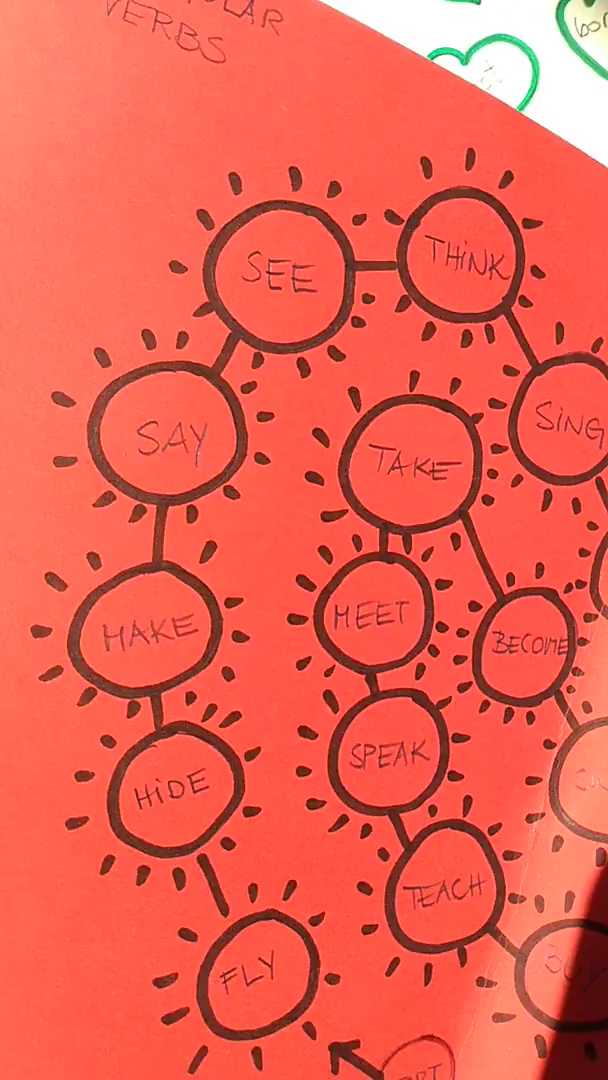 VERBS
SEE
THiNK
SAY
SiNG
TAKE
MAKE
MEET
BECOME
HiDE
SPEAK
TEACH
FLY